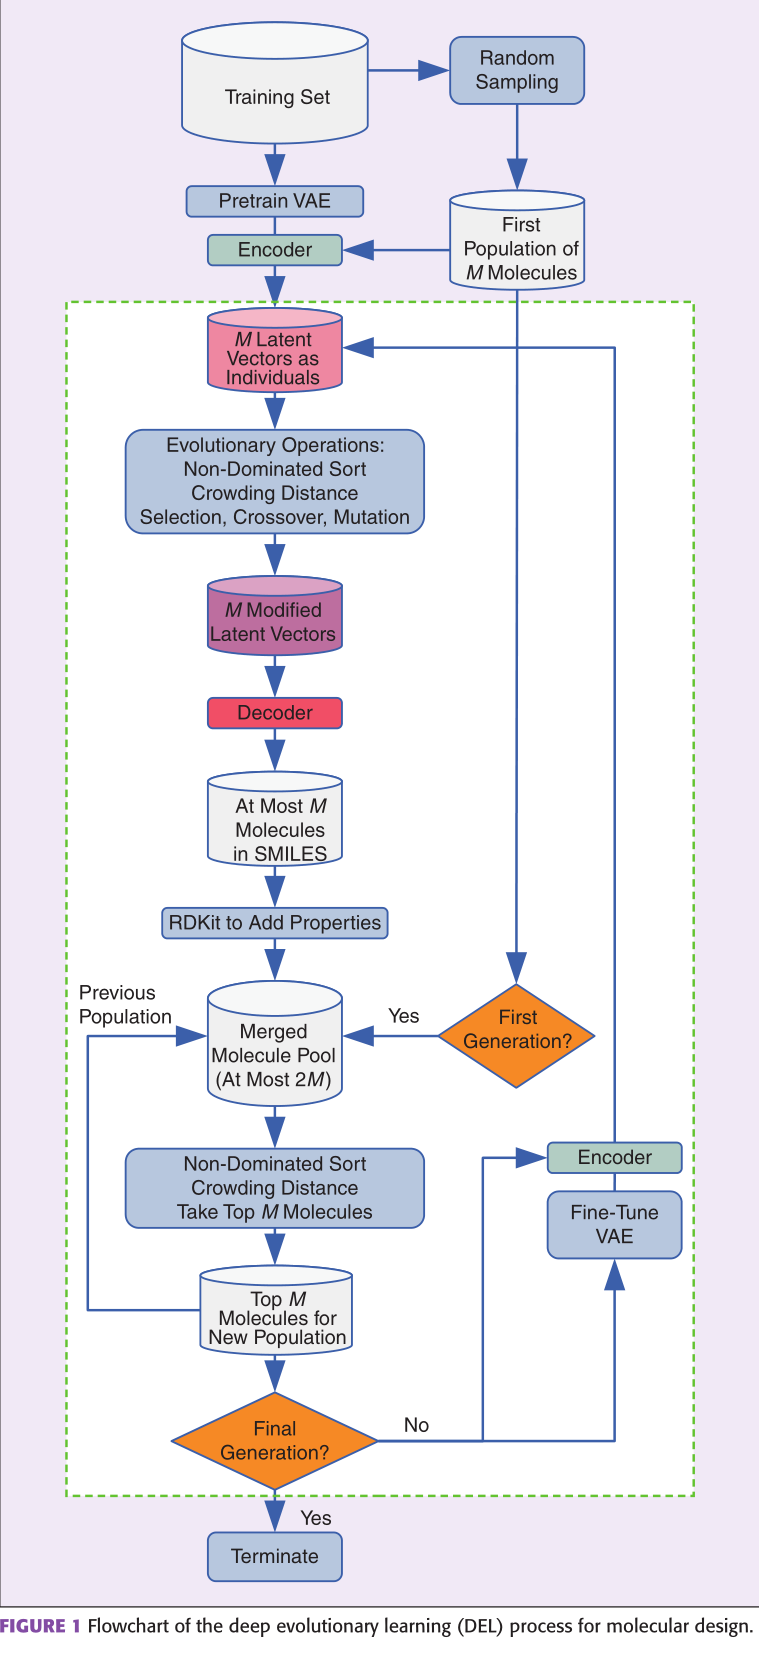 Training Set
Random
Sampling
Pretrain VAE
Encoder
First
Population of
M Molecules
M Latent
Vectors as
Individuals
Evolutionary Operations:
Non-Dominated Sort
Crowding Distance
Selection, Crossover, Mutation
M Modified
Latent Vectors
Decoder
At Most M
Molecules
in SMILES
RDKit to Add Properties
Previous
Population
Merged
Molecule Pool
(At Most 2M)
Yes
First
Generation?
Non-Dominated Sort
Crowding Distance
Take Top M Molecules
Encoder
Fine-Tune
VAE
Top M
Molecules for
New Population
Final
Generation?
No
Yes
Terminate
FIGURE 1 Flowchart of the deep evolutionary learning (DEL) process for molecular design.